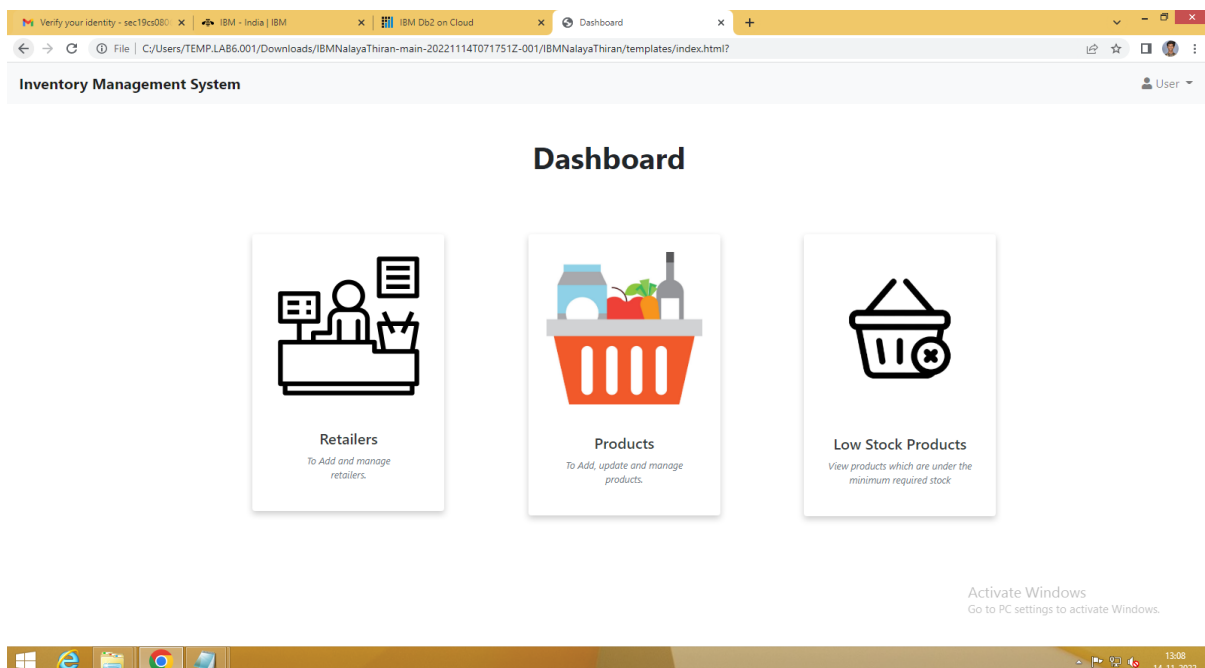 Verify your identity - sec19cs080
IBM - India | IBM
IBM Db2 on Cloud
Dashboard
File | C:/Users/TEMP.LAB6.001/Downloads/IBMNalayaThiran-main-20221114T071751Z-001/IBMNalayaThiran/templates/index.html?
Inventory Management System
User
Dashboard
Retailers
To Add and manage
retailers.
Products
To Add, update and manage
products.
Low Stock Products
View products which are under the
minimum required stock
Activate Windows
Go to PC settings to activate Windows.
13:08
14-11-2022